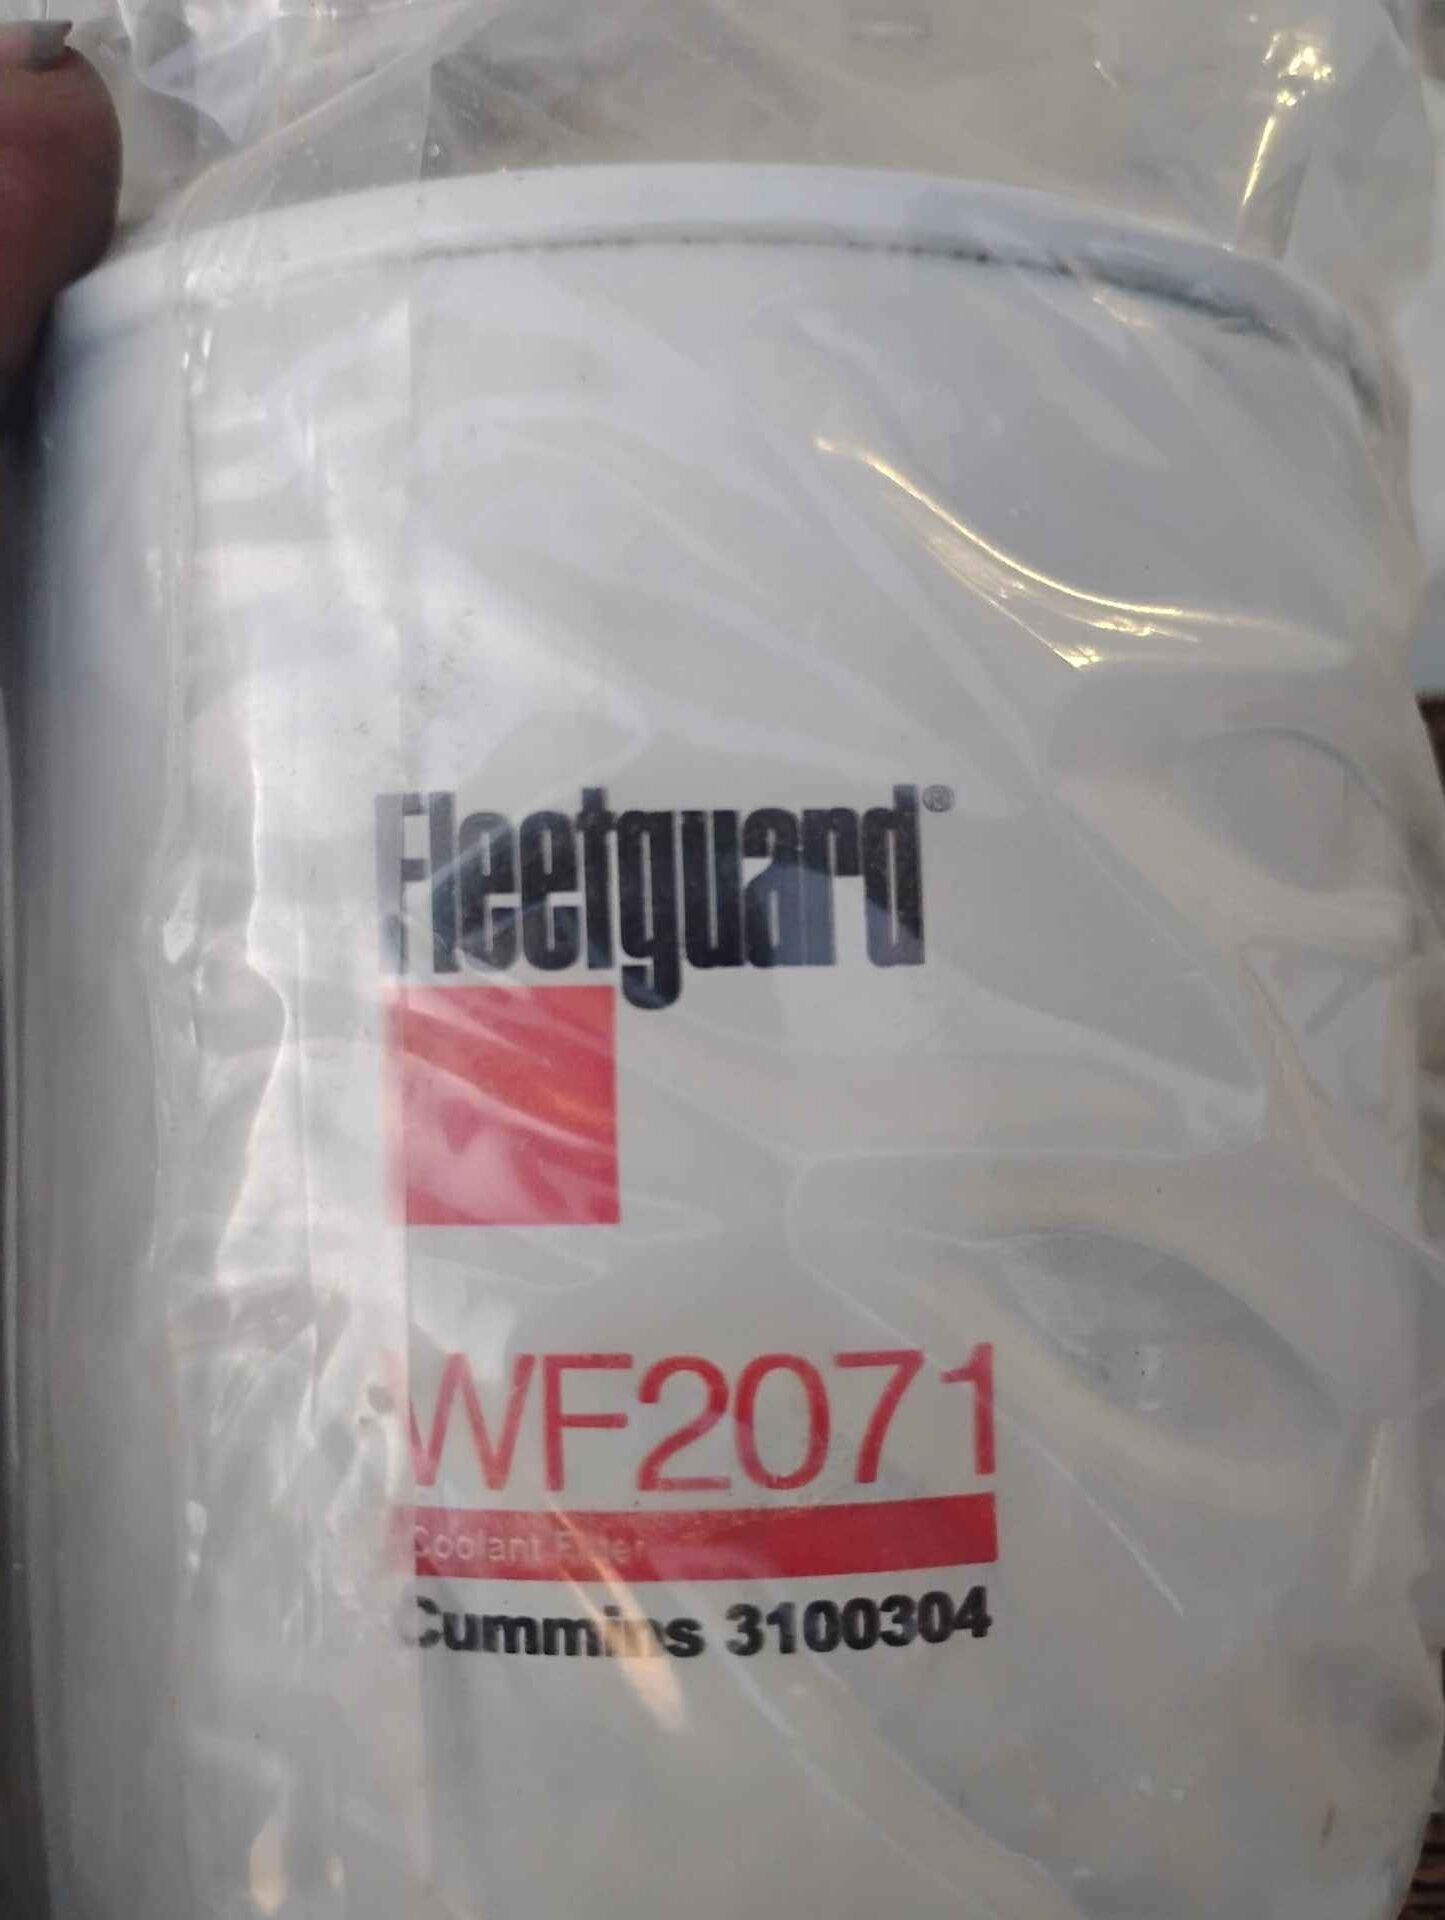 Fleetguard®
WF2071
Coolant Filter
Cummins 3100304